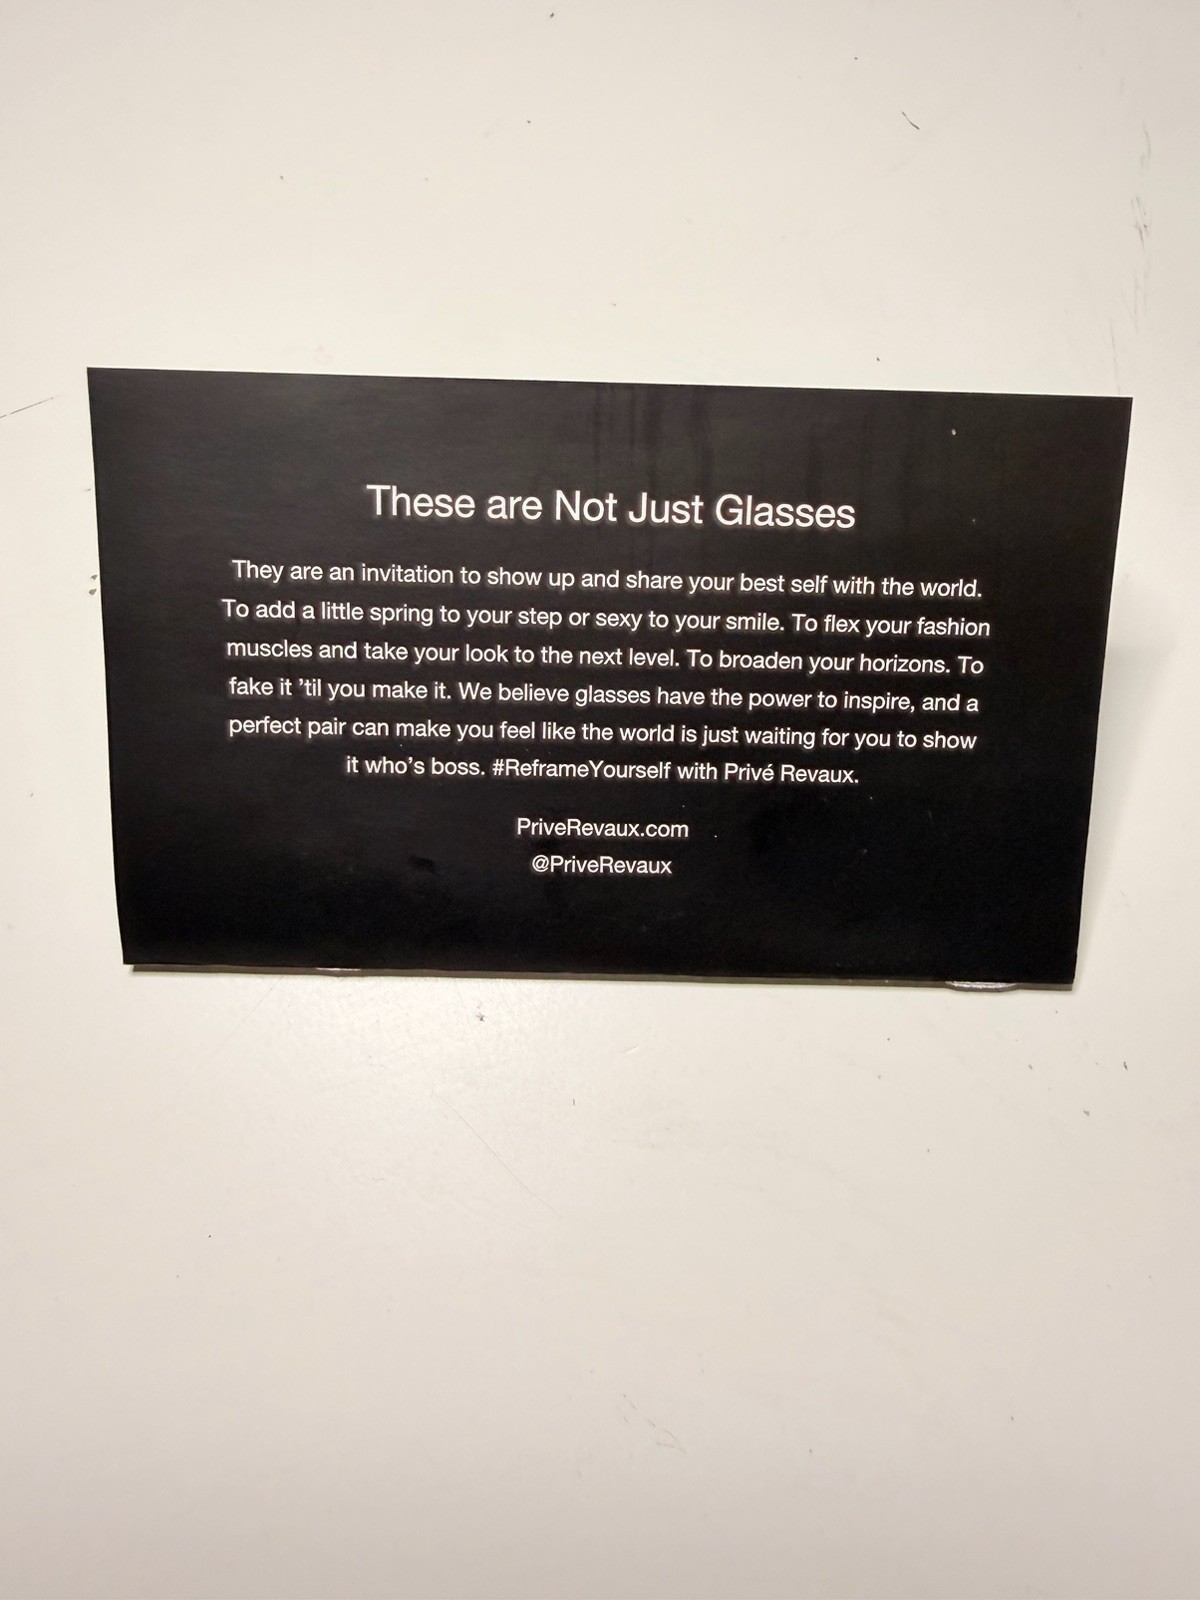 These are Not Just Glasses
They are an invitation to show up and share your best self with the world.
To add a little spring to your step or sexy to your smile. To flex your fashion
muscles and take your look to the next level. To broaden your horizons. To
fake it ’til you make it. We believe glasses have the power to inspire, and a
perfect pair can make you feel like the world is just waiting for you to show
it who’s boss. #ReframeYourself with Privé Revaux.
PriveRevaux.com
@PriveRevaux